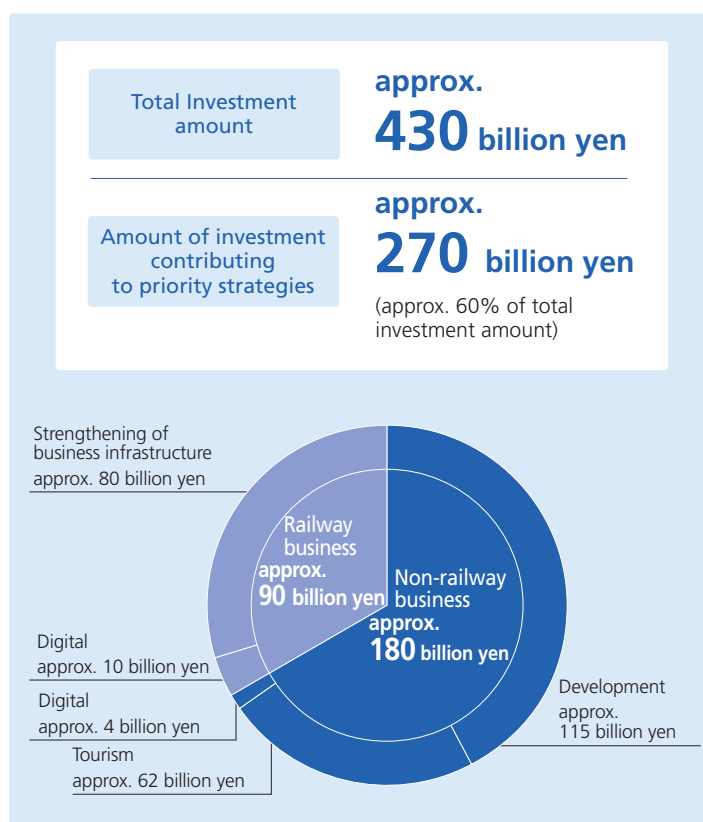 Total Investment
amount
approx.
430 billion yen
Amount of investment
contributing
to priority strategies
approx.
270 billion yen
(approx. 60% of total
investment amount)
Strengthening of
business infrastructure
approx. 80 billion yen
Railway
business
approx.
90 billion yen
Non-railway
business
approx.
180 billion yen
Digital
approx. 10 billion yen
Digital
approx. 4 billion yen
Tourism
approx. 62 billion yen
Development
approx.
115 billion yen